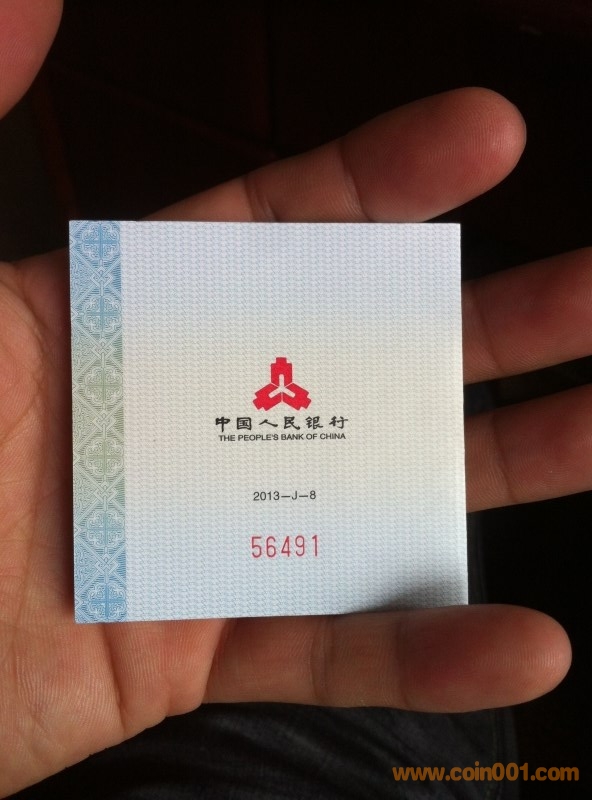 中国人民银行
THE PEOPLE'S BANK OF CHINA
2013-J-8
56491
www.coin001.com